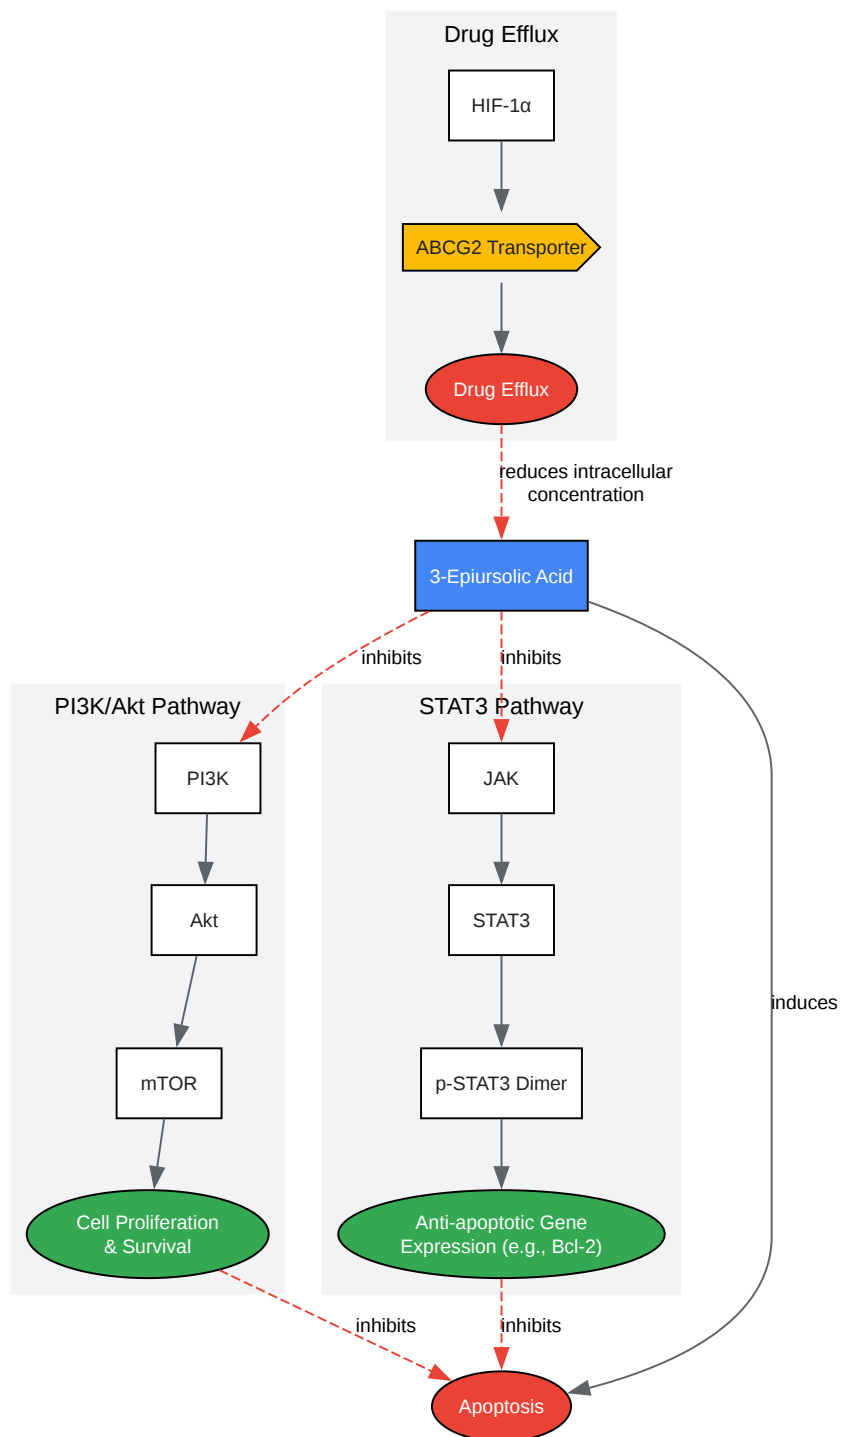 Drug Efflux
HIF-1α
ABCG2 Transporter
Drug Efflux
reduces intracellular
concentration
3-Epiursolic Acid
inhibits
inhibits
PI3K/Akt Pathway
STAT3 Pathway
PI3K
JAK
Akt
STAT3
induces
mTOR
p-STAT3 Dimer
Cell Proliferation
& Survival
Anti-apoptotic Gene
Expression (e.g., Bcl-2)
inhibits
inhibits
Apoptosis